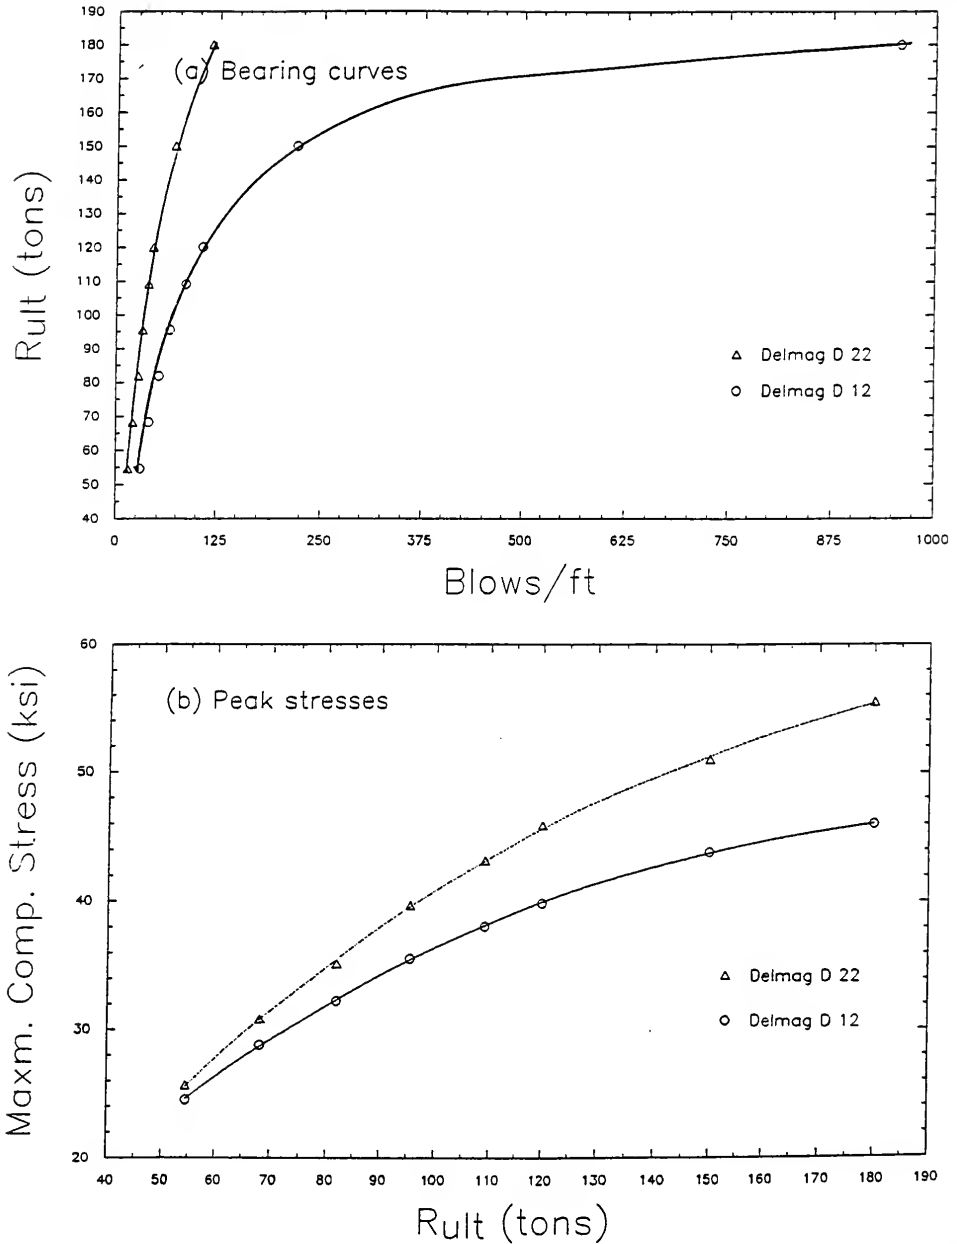 180
170
160
150
140
130
120
110
100
90
80
70
60
50
40
Rult (tons)
(a) Bearing curves
Delmag D 22
Delmag D 12
0 125 250 375 500 625 750 875 1000
Blows/ft
60
50
40
30
20
Maxm. Comp. Stress (ksi)
(b) Peak stresses
Delmag D 22
Delmag D 12
40 50 60 70 80 90 100 110 120 130 140 150 160 170 180 190
Rult (tons)